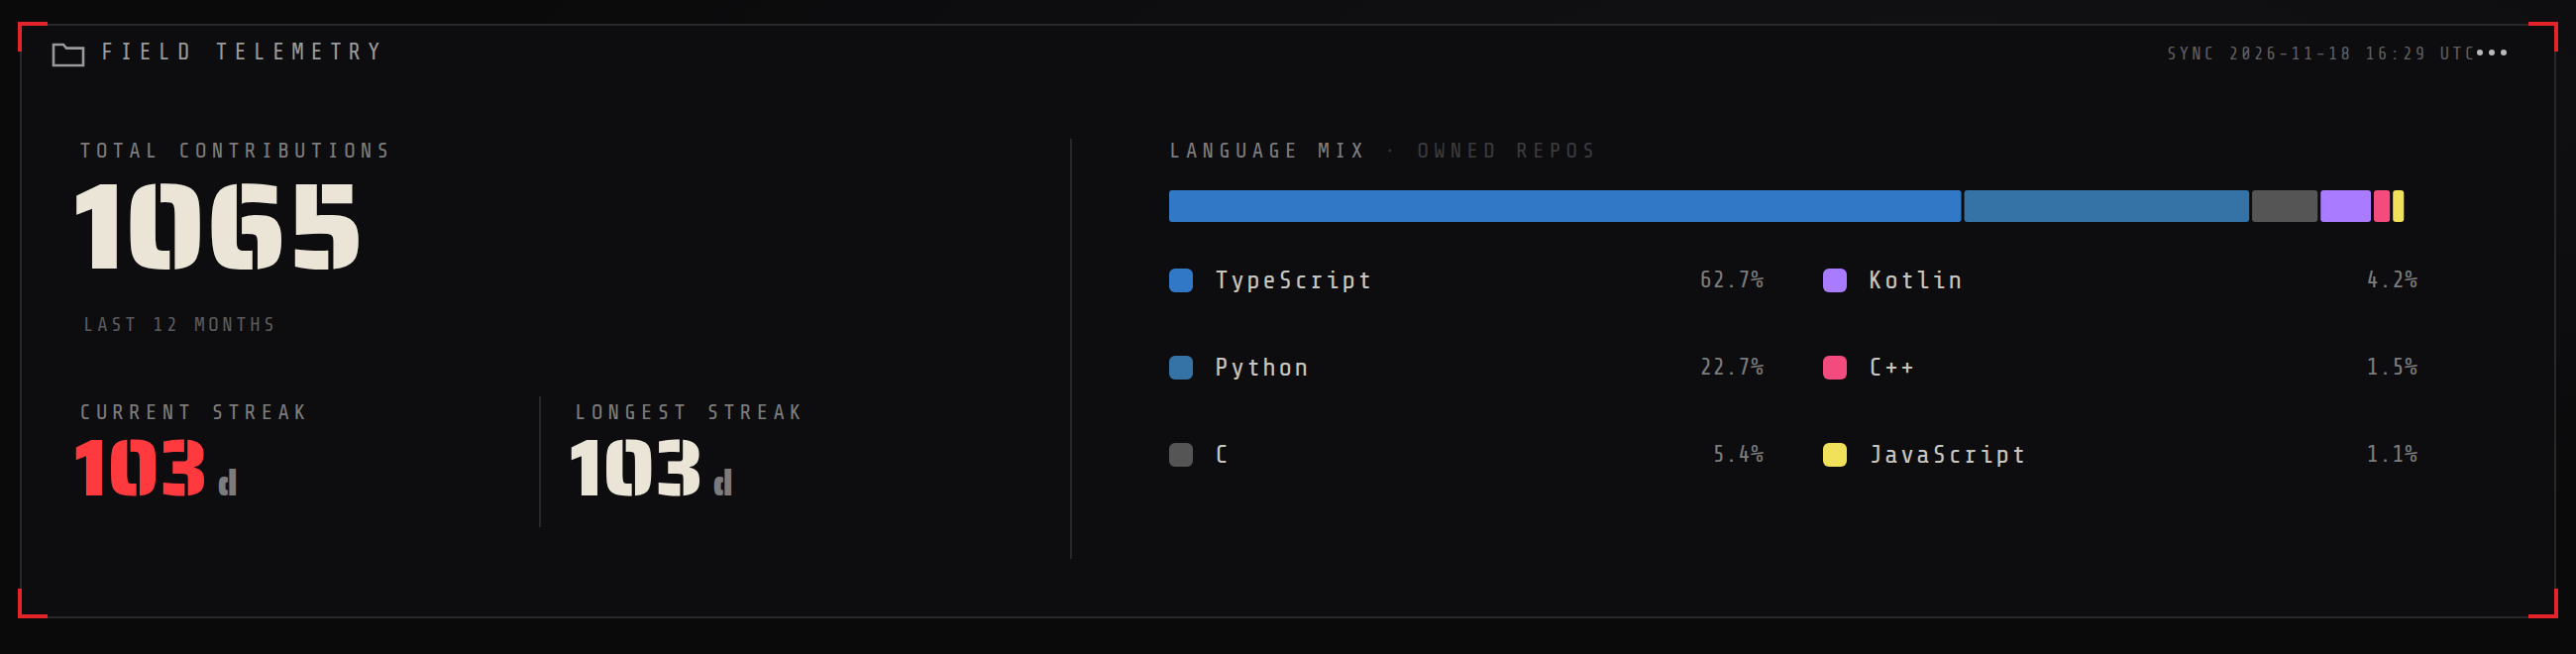 FIELD TELEMETRY
SYNC 2026-11-18 16:29 UTC
TOTAL CONTRIBUTIONS
1065
LAST 12 MONTHS
CURRENT STREAK
103 d
LONGEST STREAK
103 d
LANGUAGE MIX · OWNED REPOS
TypeScript 62.7%
Kotlin 4.2%
Python 22.7%
C++ 1.5%
C 5.4%
JavaScript 1.1%